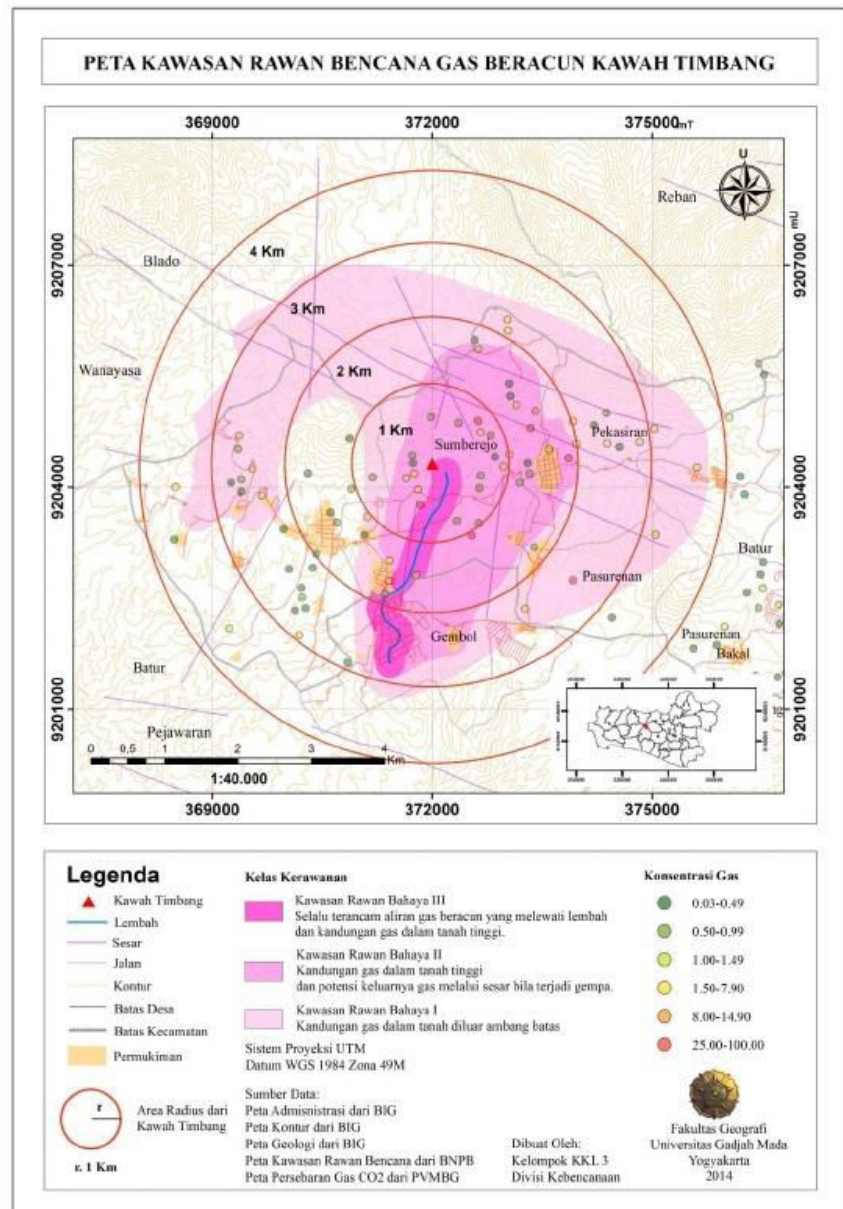 PETA KAWASAN RAWAN BENCANA GAS BERACUN KAWAH TIMBANG
369000 372000 375000 mT
U
mU
9207000
9204000
9201000
9207000
9204000
9201000
Reban
Blado
4 Km
3 Km
2 Km
1 Km
Wanayasa
Sumberejo
Pekasiran
Batur
Pasurenan
Gembol
Pasurenan
Bakal
Batur
Pejawaran
0 0,5 1 2 3 4
Km
1:40.000
369000 372000 375000
Legenda
Kawah Timbang
Lembah
Sesar
Jalan
Kontur
Batas Desa
Batas Kecamatan
Permukiman
r
Area Radius dari
Kawah Timbang
r. 1 Km
Kelas Kerawanan
Kawasan Rawan Bahaya III
Selalu terancam aliran gas beracun yang melewati lembah
dan kandungan gas dalam tanah tinggi.
Kawasan Rawan Bahaya II
Kandungan gas dalam tanah tinggi
dan potensi keluarnya gas melalui sesar bila terjadi gempa.
Kawasan Rawan Bahaya I
Kandungan gas dalam tanah diluar ambang batas
Sistem Proyeksi UTM
Datum WGS 1984 Zona 49M
Sumber Data:
Peta Admisnistrasi dari BIG
Peta Kontur dari BIG
Peta Geologi dari BIG
Peta Kawasan Rawan Bencana dari BNPB
Peta Persebaran Gas CO2 dari PVMBG
Dibuat Oleh:
Kelompok KKL 3
Divisi Kebencanaan
Konsentrasi Gas
0.03-0.49
0.50-0.99
1.00-1.49
1.50-7.90
8.00-14.90
25.00-100.00
Fakultas Geografi
Universitas Gadjah Mada
Yogyakarta
2014